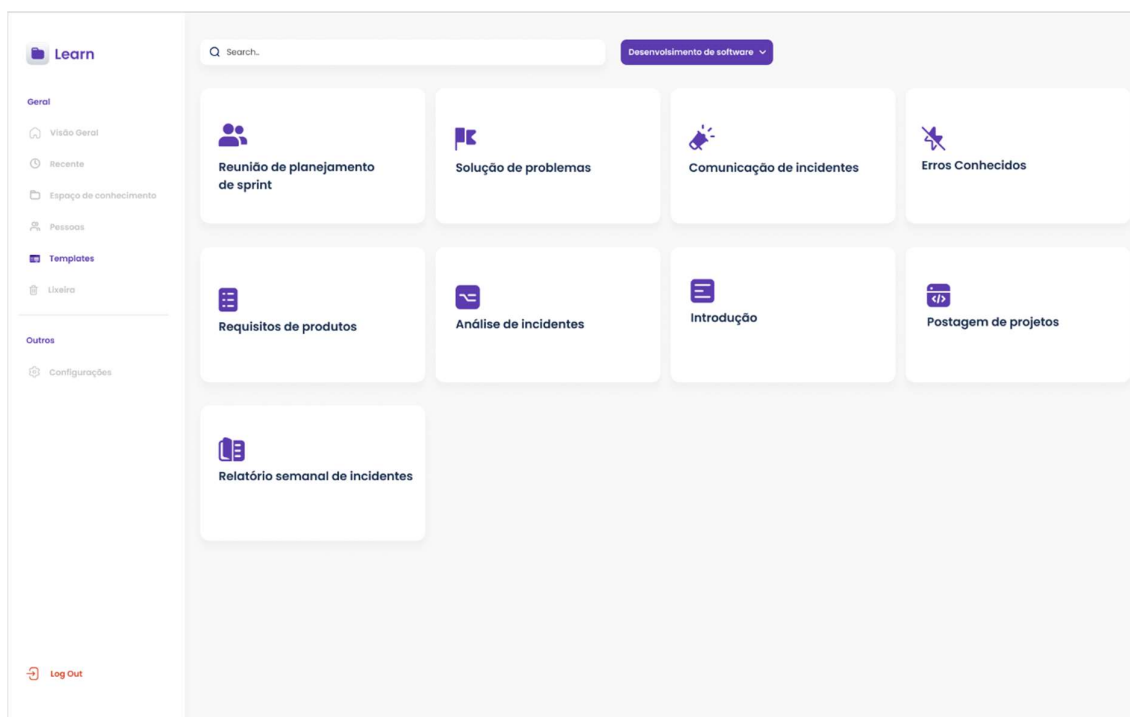 Learn
Geral
Visão Geral
Recente
Espaço de conhecimento
Pessoas
Templates
Lixeira
Outros
Configurações
Log Out
Search..
Desenvolsimento de software
Reunião de planejamento
de sprint
Solução de problemas
Comunicação de incidentes
Erros Conhecidos
Requisitos de produtos
Análise de incidentes
Introdução
Postagem de projetos
Relatório semanal de incidentes